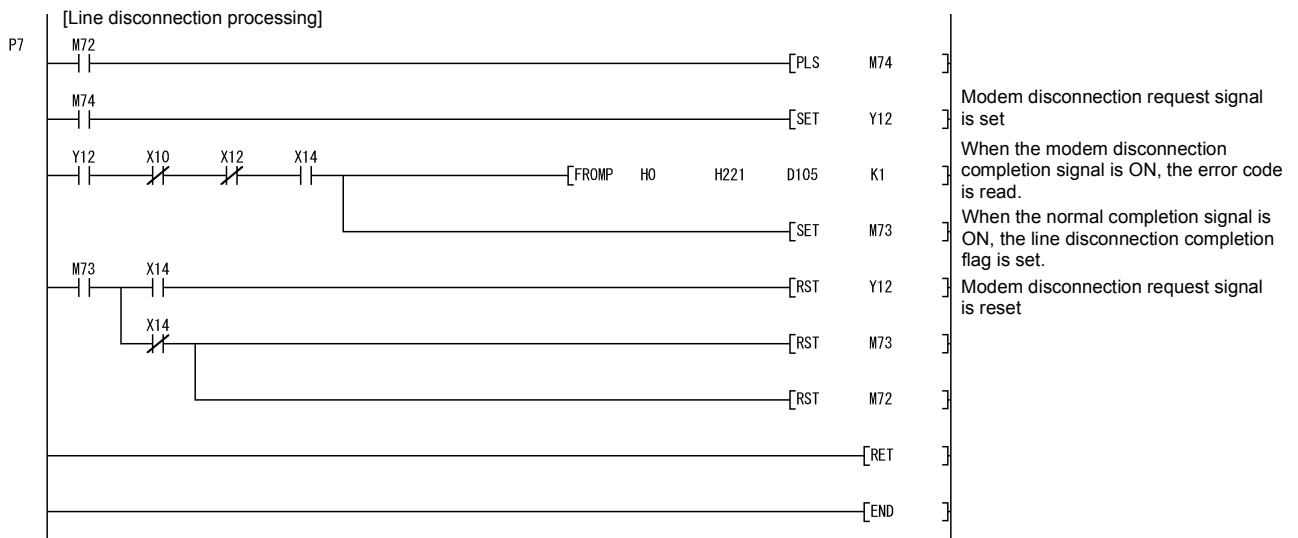 [Line disconnection processing]
P7
M72
[PLS M74 ]
M74
[SET Y12 ]
Modem disconnection request signal
is set
Y12 X10 X12 X14
[FROMP H0 H221 D105 K1 ]
When the modem disconnection
completion signal is ON, the error code
is read.
[SET M73 ]
When the normal completion signal is
ON, the line disconnection completion
flag is set.
M73 X14
[RST Y12 ]
Modem disconnection request signal
is reset
X14
[RST M73 ]
[RST M72 ]
[RET ]
[END ]